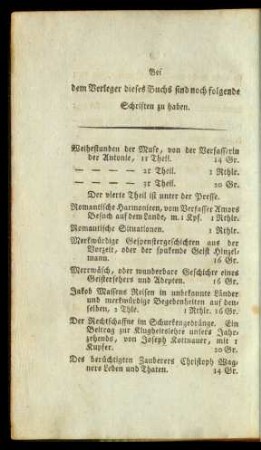 Bei
dem Verleger dieses Buchs sind noch folgende
Schriften zu haben.
Weihestunden der Muse, von der Verfasserin
der Antonie, 1r Theil. 14 Gr.
— — — — 2r Theil. 1 Rthlr.
— — — — 3r Theil. 20 Gr.
Der vierte Theil ist unter der Presse.
Romantische Harmonieen, vom Verfasser Amors
Besuch auf dem Lande, m. 1 Kpf. 1 Rthlr.
Romantische Situationen. 1 Rthlr.
Merkwürdige Gespenstergeschichten aus der
Vorzeit, oder der spukende Geist Hinzel-
mann. 16 Gr.
Merrwäsch, oder wunderbare Geschichte eines
Geistersehers und Adepten. 16 Gr.
Jakob Massens Reisen in unbekannte Länder
und merkwürdige Begebenheiten auf den-
selben, 2 Thle. 1 Rthlr. 16 Gr.
Der Rechtschaffne im Schurkengedränge. Ein
Beitrag zur Klugheitslehre unsers Jahr-
zehends, von Joseph Rottnauer, mit 1
Kupfer. 20 Gr.
Des berüchtigten Zauberers Christoph Wag-
ners Leben und Thaten. 14 Gr.